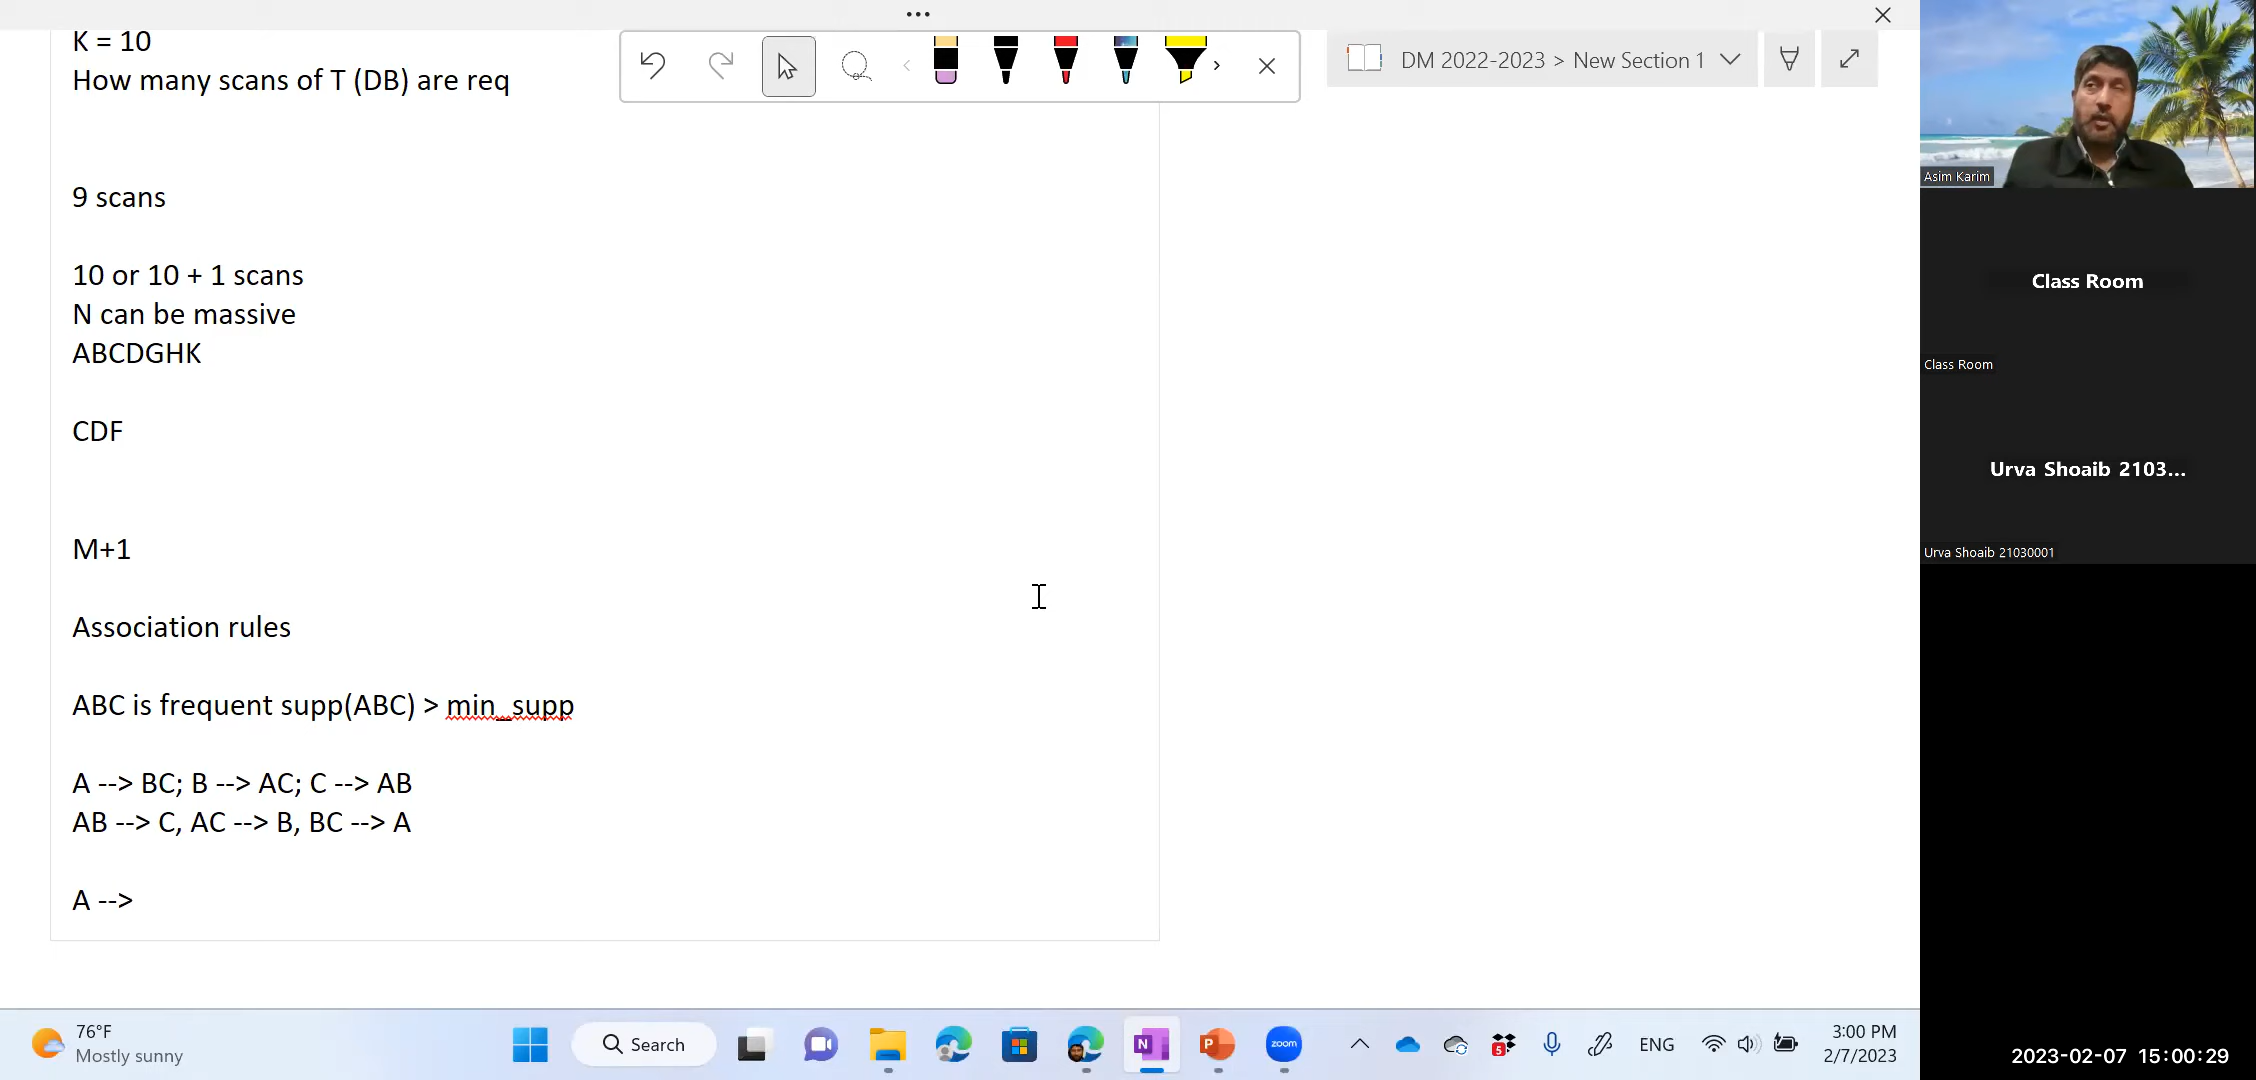 K = 10
How many scans of T (DB) are req
DM 2022-2023 > New Section 1
9 scans
10 or 10 + 1 scans
N can be massive
ABCDGHK
CDF
M+1
Association rules
ABC is frequent supp(ABC) > min_supp
A --> BC; B --> AC; C --> AB
AB --> C, AC --> B, BC --> A
A -->
Asim Karim
Class Room
Class Room
Urva Shoaib 2103...
Urva Shoaib 21030001
76°F
Mostly sunny
Search
N
P
zoom
5
ENG
3:00 PM
2/7/2023
2023-02-07 15:00:29